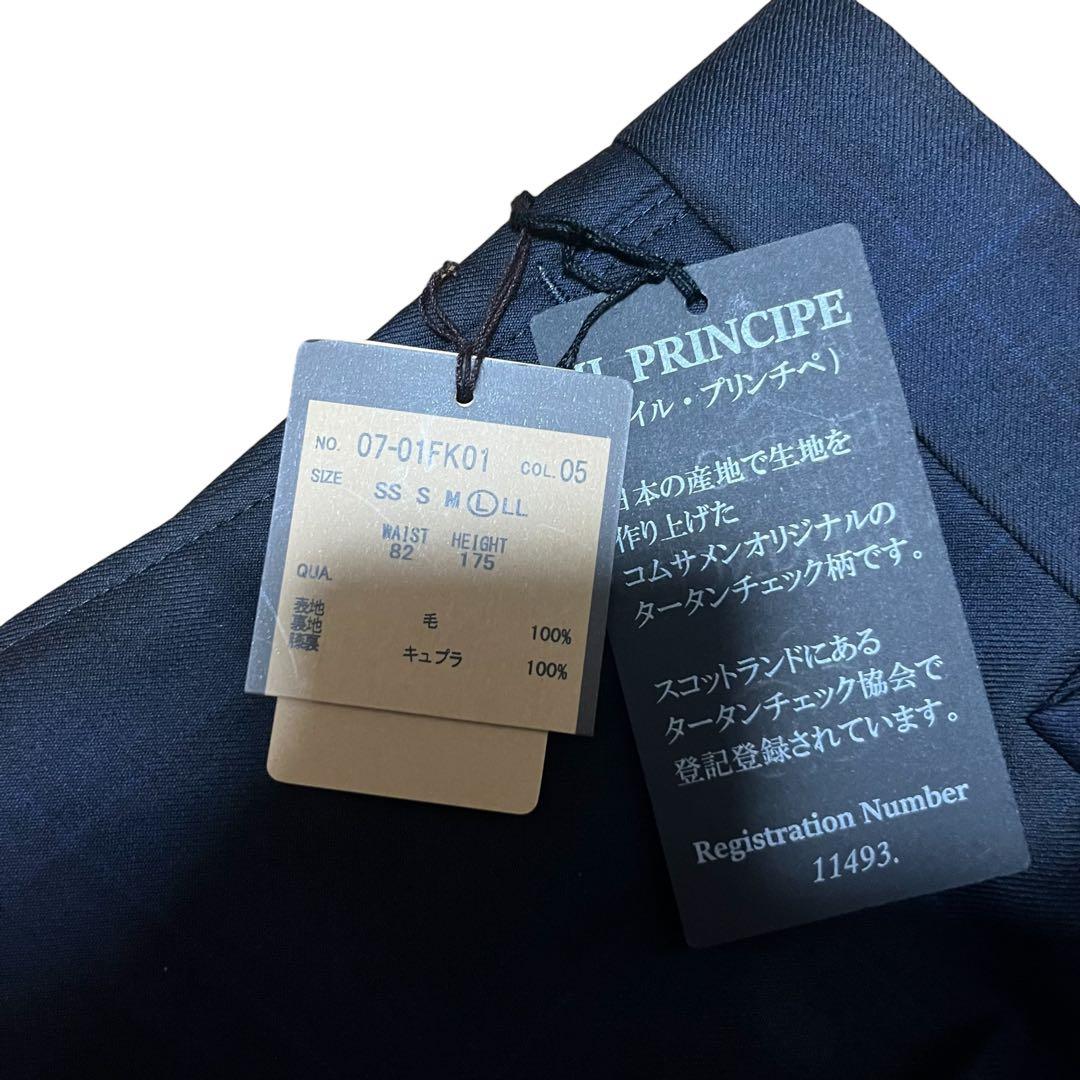 NO. 07-01FK01 COL. 05
SIZE SS S M L LL
WAIST HEIGHT
82 175
QUA.
表地 毛 100%
裏地
膝裏 キュプラ 100%
IL PRINCIPE
イル・プリンチペ)
日本の産地で生地を
作り上げた
コムサメンオリジナルの
タータンチェック柄です。
スコットランドにある
タータンチェック協会で
登記登録されています。
Registration Number
11493.